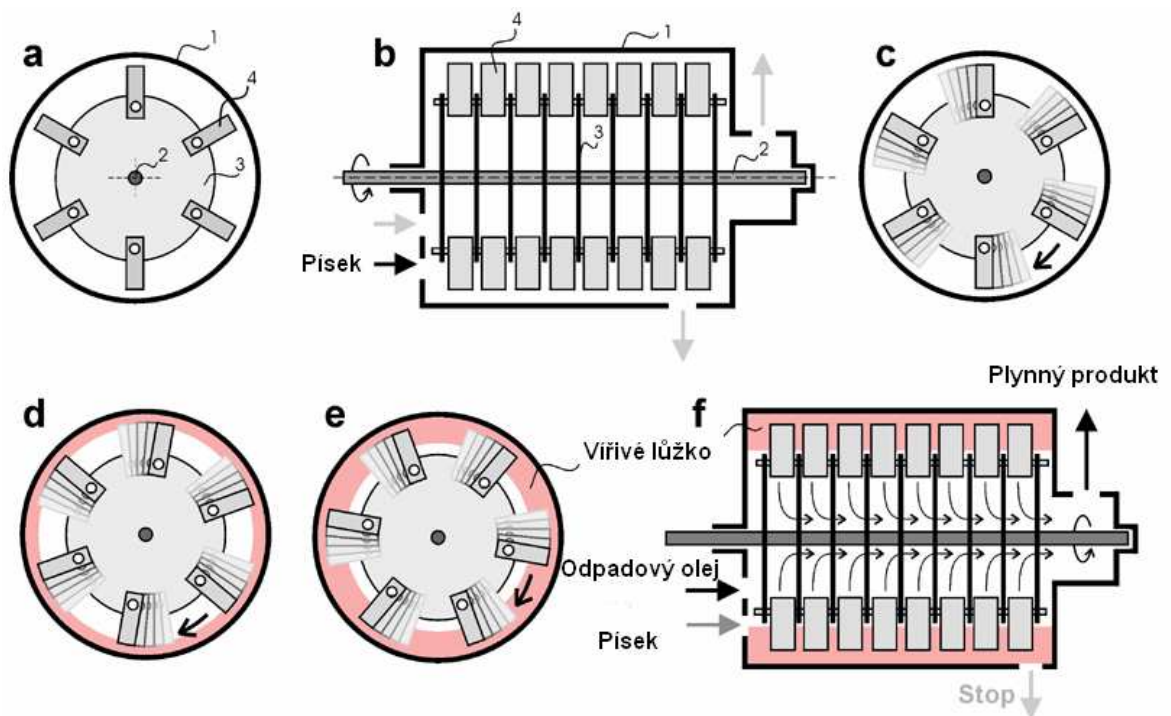 a
1
4
2
3
b
4
1
3
2
Písek
c
d
e
Vířivé lůžko
f
Plynný produkt
Odpadový olej
Písek
Stop